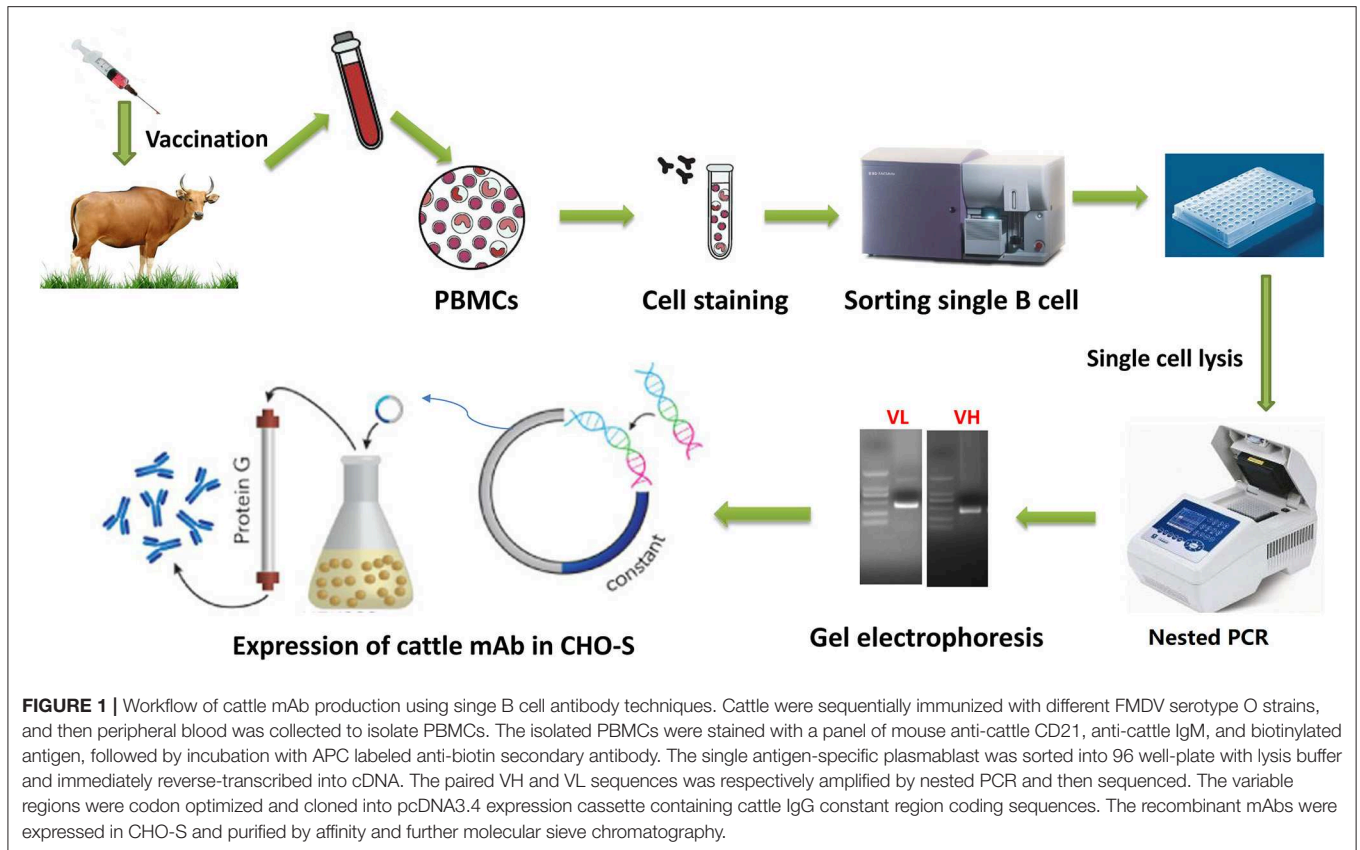 Vaccination
PBMCs
Cell staining
Sorting single B cell
Single cell lysis
VL
VH
Protein G
constant
Expression of cattle mAb in CHO-S
Gel electrophoresis
Nested PCR
FIGURE 1 | Workflow of cattle mAb production using singe B cell antibody techniques. Cattle were sequentially immunized with different FMDV serotype O strains,
and then peripheral blood was collected to isolate PBMCs. The isolated PBMCs were stained with a panel of mouse anti-cattle CD21, anti-cattle IgM, and biotinylated
antigen, followed by incubation with APC labeled anti-biotin secondary antibody. The single antigen-specific plasmablast was sorted into 96 well-plate with lysis buffer
and immediately reverse-transcribed into cDNA. The paired VH and VL sequences was respectively amplified by nested PCR and then sequenced. The variable
regions were codon optimized and cloned into pcDNA3.4 expression cassette containing cattle IgG constant region coding sequences. The recombinant mAbs were
expressed in CHO-S and purified by affinity and further molecular sieve chromatography.